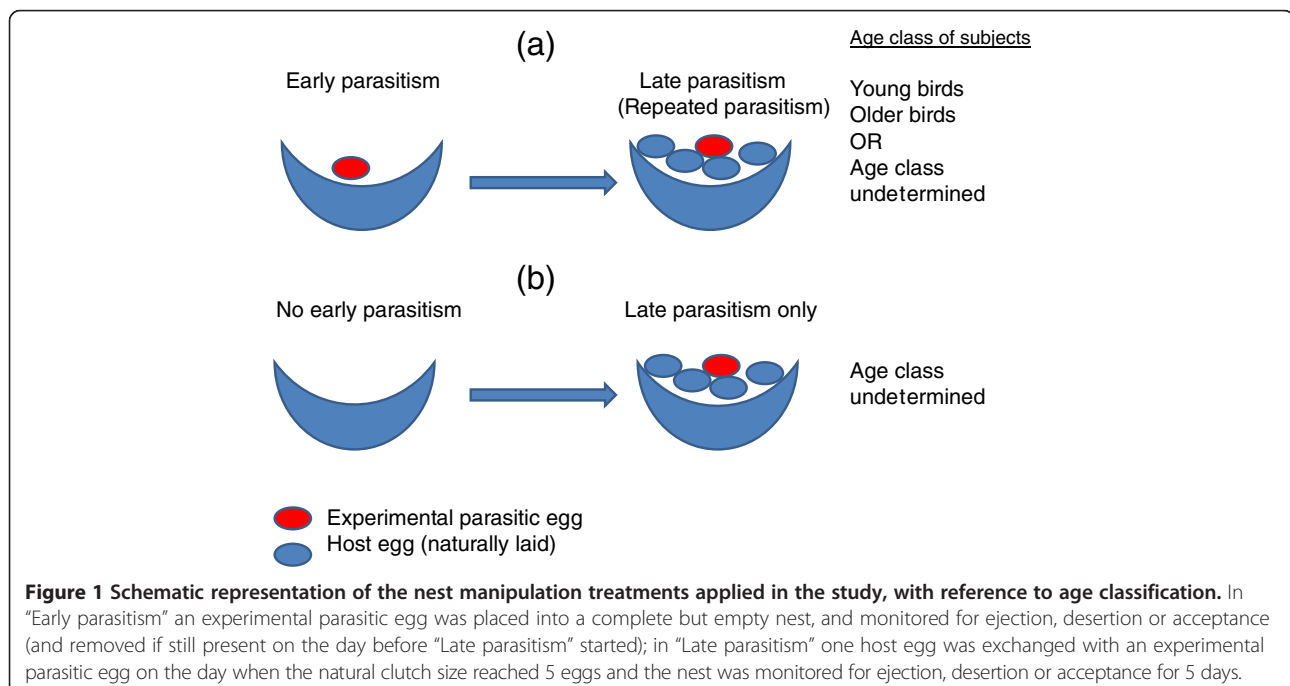 (a)
Age class of subjects
Early parasitism
Late parasitism
(Repeated parasitism)
Young birds
Older birds
OR
Age class
undetermined
(b)
No early parasitism
Late parasitism only
Age class
undetermined
Experimental parasitic egg
Host egg (naturally laid)
Figure 1 Schematic representation of the nest manipulation treatments applied in the study, with reference to age classification. In
"Early parasitism" an experimental parasitic egg was placed into a complete but empty nest, and monitored for ejection, desertion or acceptance
(and removed if still present on the day before "Late parasitism" started); in "Late parasitism" one host egg was exchanged with an experimental
parasitic egg on the day when the natural clutch size reached 5 eggs and the nest was monitored for ejection, desertion or acceptance for 5 days.